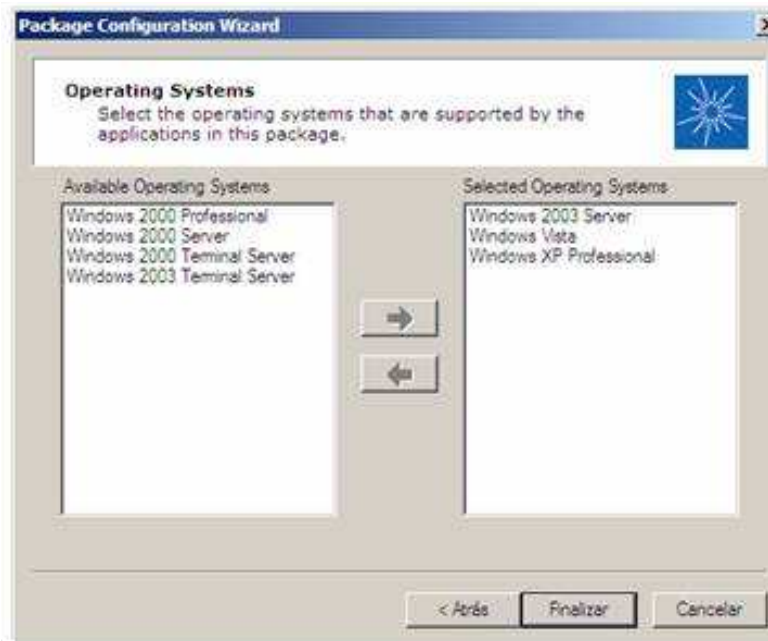 Package Configuration Wizard
Operating Systems
Select the operating systems that are supported by the
applications in this package.
Available Operating Systems
Windows 2000 Professional
Windows 2000 Server
Windows 2000 Terminal Server
Windows 2003 Terminal Server
Selected Operating Systems
Windows 2003 Server
Windows Vista
Windows XP Professional
< Atrás
Finalizar
Cancelar